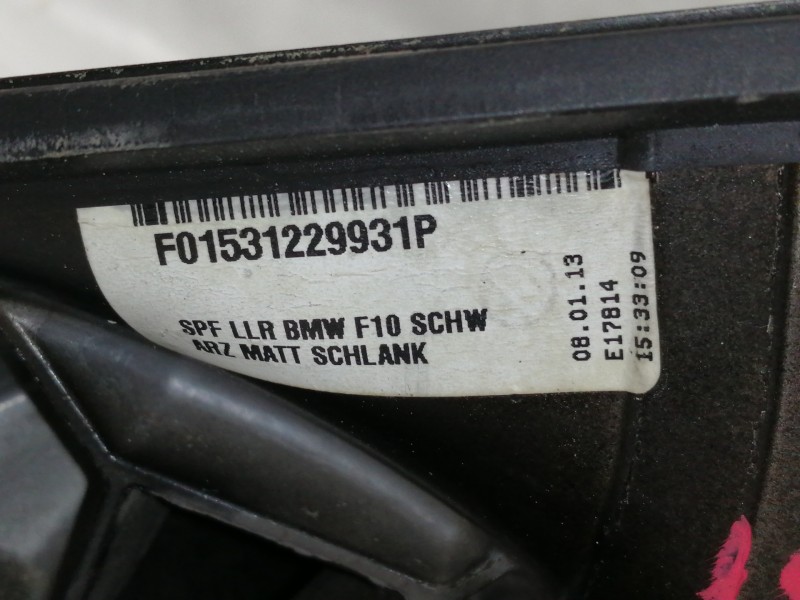 F01531229931P
SPF LLR BMW F10 SCHW
ARZ MATT SCHLANK
08.01.13
E17814
15:33:09